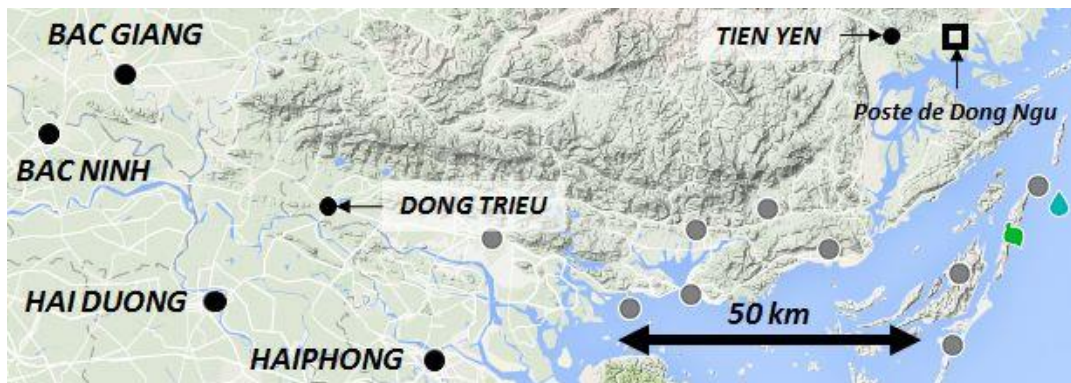 BAC GIANG
TIEN YEN
Poste de Dong Ngu
BAC NINH
DONG TRIEU
HAI DUONG
50 km
HAIPHONG